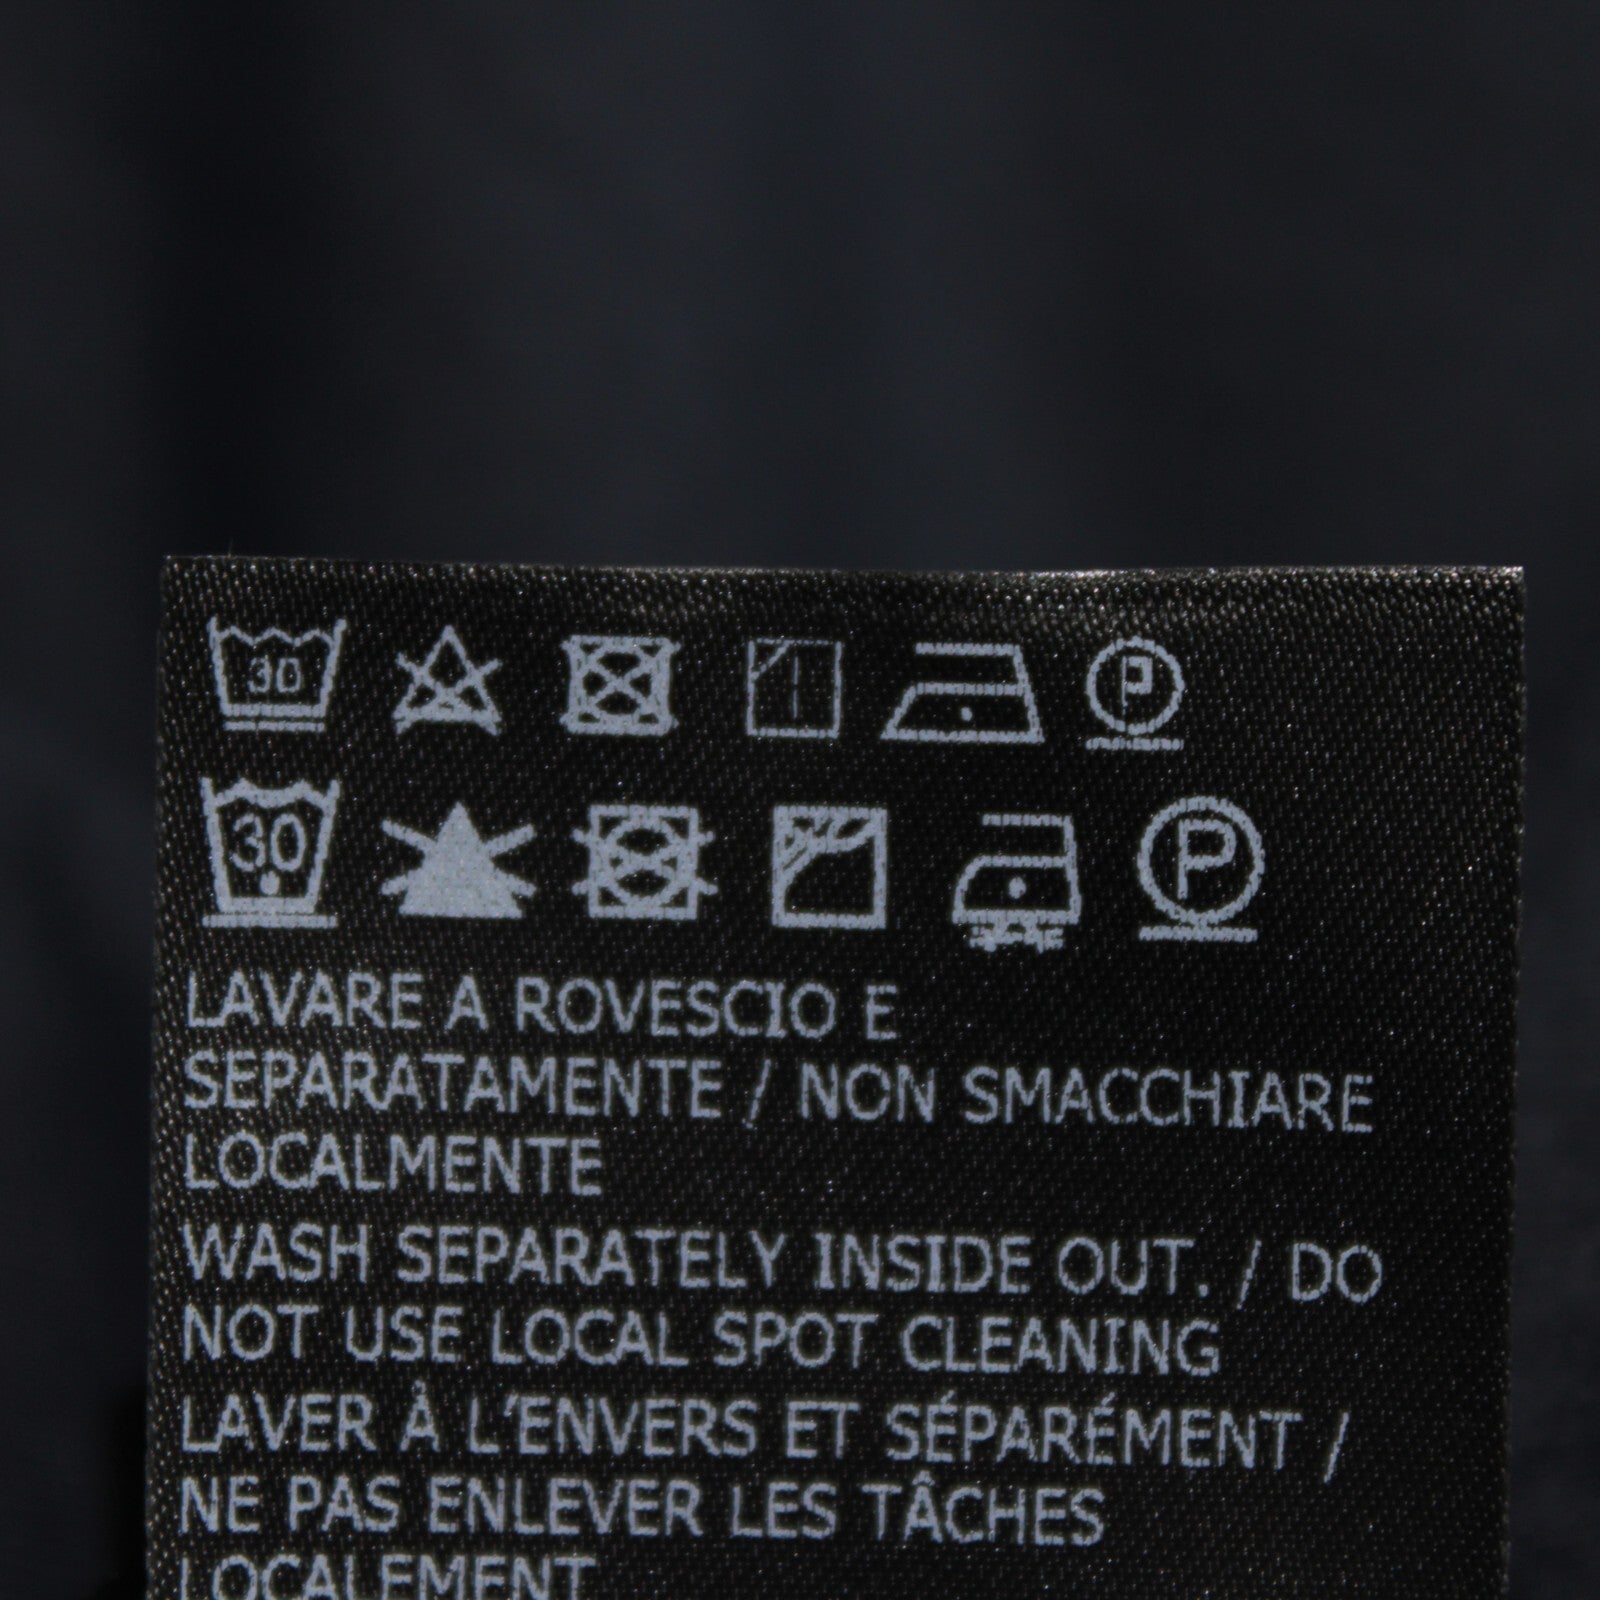 30 P
30 P
LAVARE A ROVESCIO E
SEPARATAMENTE / NON SMACCHIARE
LOCALMENTE
WASH SEPARATELY INSIDE OUT. / DO
NOT USE LOCAL SPOT CLEANING
LAVER À L'ENVERS ET SÉPARÉMENT /
NE PAS ENLEVER LES TÂCHES
LOCALEMENT